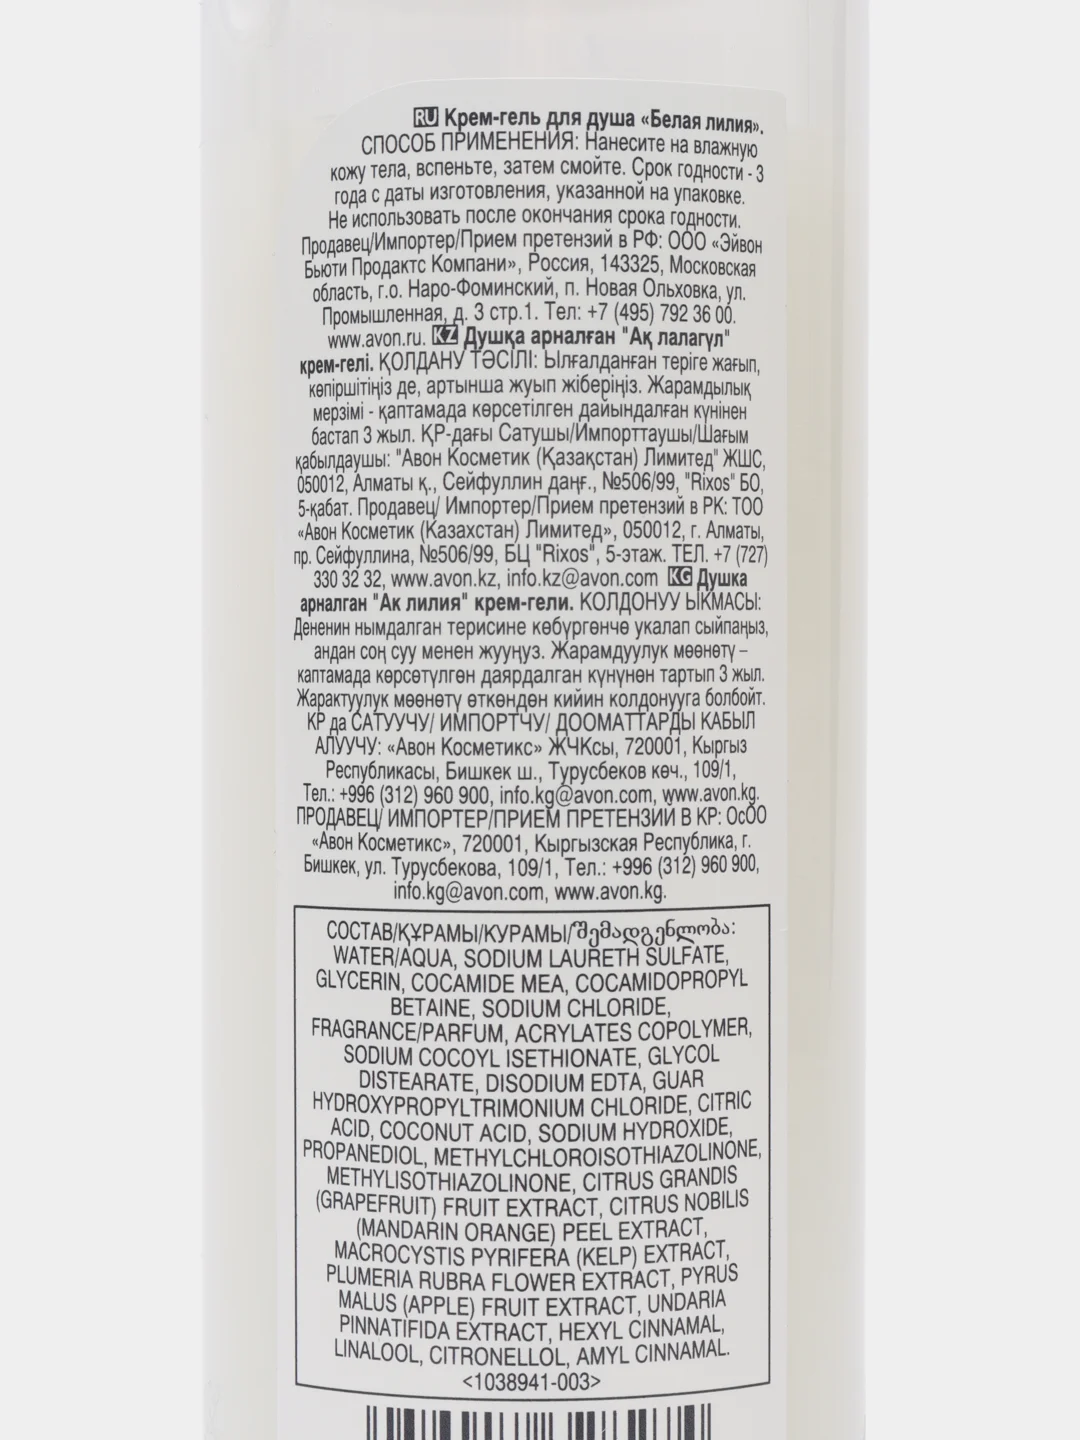 RU Крем-гель для душа «Белая лилия».
СПОСОБ ПРИМЕНЕНИЯ: Нанесите на влажную
кожу тела, вспеньте, затем смойте. Срок годности - 3
года с даты изготовления, указанной на упаковке.
Не использовать после окончания срока годности.
Продавец/Импортер/Прием претензий в РФ: ООО «Эйвон
Бьюти Продактс Компани», Россия, 143325, Московская
область, г.о. Наро-Фоминский, п. Новая Ольховка, ул.
Промышленная, д. 3 стр.1. Тел: +7 (495) 792 36 00.
www.avon.ru. KZ Душқа арналған "Ақ лалагүл"
крем-гелі. ҚОЛДАНУ ТӘСІЛІ: Ылғалданған теріге жағып,
көпіршітіңіз де, артынша жуып жіберіңіз. Жарамдылық
мерзімі - қаптамада көрсетілген дайындалған күнінен
бастап 3 жыл. ҚР-дағы Сатушы/Импорттаушы/Шағым
қабылдаушы: "Авон Косметик (Қазақстан) Лимитед" ЖШС,
050012, Алматы қ., Сейфуллин даңғ., №506/99, "Rixos" БО,
5-қабат. Продавец/ Импортер/Прием претензий в РК: ТОО
«Авон Косметик (Казахстан) Лимитед», 050012, г. Алматы,
пр. Сейфуллина, №506/99, БЦ "Rixos", 5-этаж. ТЕЛ. +7 (727)
330 32 32, www.avon.kz, info.kz@avon.com KG Душка
арналган "Ак лилия" крем-гели. КОЛДОНУУ ЫКМАСЫ:
Дененин нымдалган терисине көбүргөнчө укалап сыйпаңыз,
андан соң суу менен жууңуз. Жарамдуулук мөөнөтү –
каптамада көрсөтүлгөн даярдалган күнүнөн тартып 3 жыл.
Жарактуулук мөөнөтү өткөндөн кийин колдонууга болбойт.
КР да САТУУЧУ/ ИМПОРТЧУ/ ДООМАТТАРДЫ КАБЫЛ
АЛУУЧУ: «Авон Косметикс» ЖЧКсы, 720001, Кыргыз
Республикасы, Бишкек ш., Турусбеков көч., 109/1,
Тел.: +996 (312) 960 900, info.kg@avon.com, www.avon.kg.
ПРОДАВЕЦ/ ИМПОРТЕР/ПРИЕМ ПРЕТЕНЗИИ В КР: ОсОО
«Авон Косметикс», 720001, Кыргызская Республика, г.
Бишкек, ул. Турусбекова, 109/1, Тел.: +996 (312) 960 900,
info.kg@avon.com, www.avon.kg.
СОСТАВ/ҚҰРАМЫ/КУРАМЫ/შემადგენლობა:
WATER/AQUA, SODIUM LAURETH SULFATE,
GLYCERIN, COCAMIDE MEA, COCAMIDOPROPYL
BETAINE, SODIUM CHLORIDE,
FRAGRANCE/PARFUM, ACRYLATES COPOLYMER,
SODIUM COCOYL ISETHIONATE, GLYCOL
DISTEARATE, DISODIUM EDTA, GUAR
HYDROXYPROPYLTRIMONIUM CHLORIDE, CITRIC
ACID, COCONUT ACID, SODIUM HYDROXIDE,
PROPANEDIOL, METHYLCHLOROISOTHIAZOLINONE,
METHYLISOTHIAZOLINONE, CITRUS GRANDIS
(GRAPEFRUIT) FRUIT EXTRACT, CITRUS NOBILIS
(MANDARIN ORANGE) PEEL EXTRACT,
MACROCYSTIS PYRIFERA (KELP) EXTRACT,
PLUMERIA RUBRA FLOWER EXTRACT, PYRUS
MALUS (APPLE) FRUIT EXTRACT, UNDARIA
PINNATIFIDA EXTRACT, HEXYL CINNAMAL,
LINALOOL, CITRONELLOL, AMYL CINNAMAL.
<1038941-003>